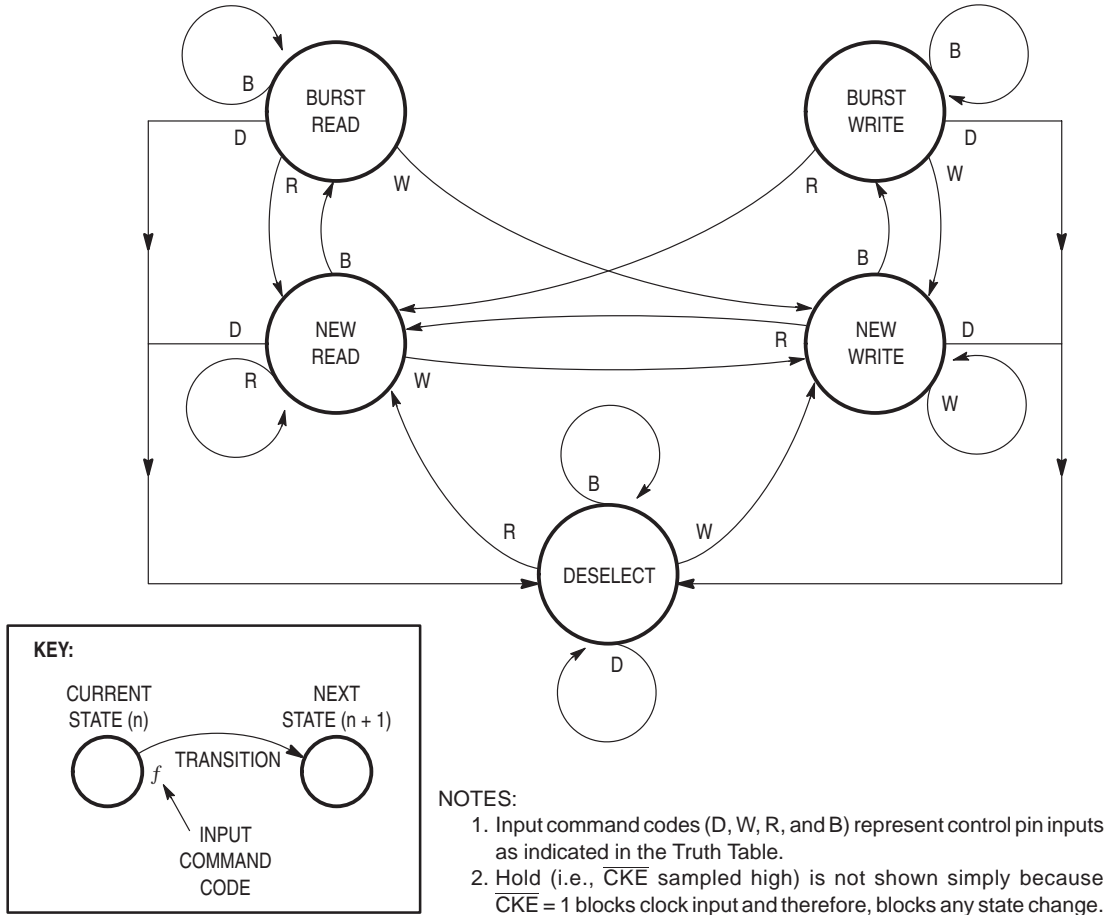 BURST
READ
BURST
WRITE
B
B
D
D
R
W
R
W
B
B
NEW
READ
NEW
WRITE
D
D
R
R
W
W
B
R
W
DESELECT
D
KEY:
CURRENT
STATE (n)
NEXT
STATE (n + 1)
TRANSITION
f
INPUT
COMMAND
CODE
NOTES:
1. Input command codes (D, W, R, and B) represent control pin inputs
as indicated in the Truth Table.
2. Hold (i.e., CKE sampled high) is not shown simply because
CKE = 1 blocks clock input and therefore, blocks any state change.